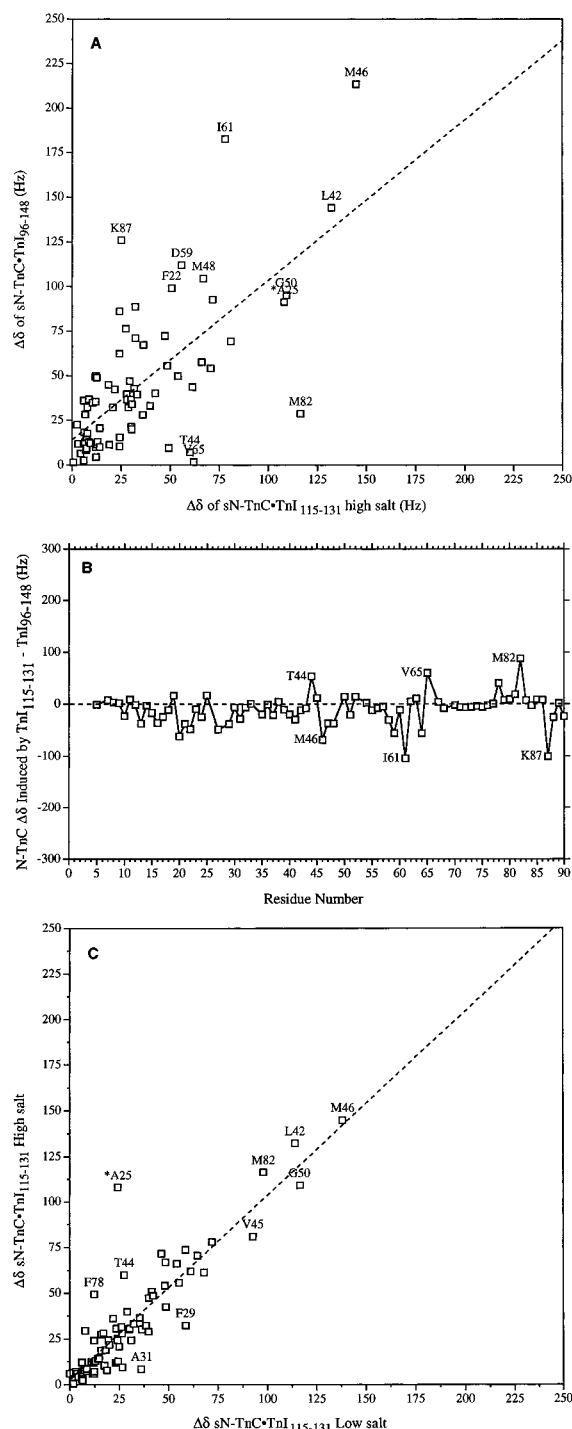 A
250
225
200
175
150
125
100
75
50
25
0
M46
I61
L42
K87
D59
M48
F22
G50
*A25
M82
T44
V65
0 25 50 75 100 125 150 175 200 225 250
Δδ of sN-TnC•TnI96-148 (Hz)
Δδ of sN-TnC•TnI115-131 high salt (Hz)
B
300
200
100
0
-100
-200
-300
T44
V65
M82
M46
I61
K87
0 5 10 15 20 25 30 35 40 45 50 55 60 65 70 75 80 85 90
N-TnC Δδ Induced by TnI115-131 - TnI96-148 (Hz)
Residue Number
C
250
225
200
175
150
125
100
75
50
25
0
M46
L42
M82
G50
*A25
V45
T44
F78
F29
A31
0 25 50 75 100 125 150 175 200 225 250
Δδ sN-TnC•TnI115-131 High salt
Δδ sN-TnC•TnI115-131 Low salt